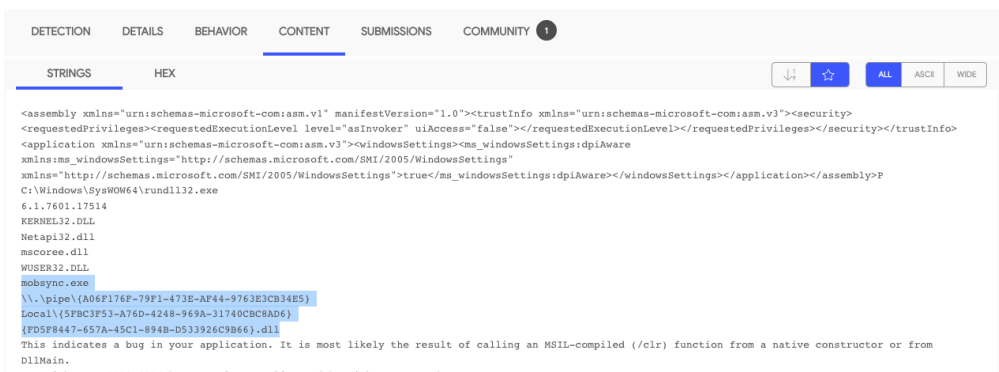 DETECTION DETAILS BEHAVIOR CONTENT SUBMISSIONS COMMUNITY 1
STRINGS HEX ALL ASCII WIDE
<assembly xmlns="urn:schemas-microsoft-com:asm.v1" manifestVersion="1.0"><trustInfo xmlns="urn:schemas-microsoft-com:asm.v3"><security>
<requestedPrivileges><requestedExecutionLevel level="asInvoker" uiAccess="false"></requestedExecutionLevel></requestedPrivileges></security></trustInfo>
<application xmlns="urn:schemas-microsoft-com:asm.v3"><windowsSettings><ms_windowsSettings:dpiAware
xmlns:ms_windowsSettings="http://schemas.microsoft.com/SMI/2005/WindowsSettings"
xmlns="http://schemas.microsoft.com/SMI/2005/WindowsSettings">true</ms_windowsSettings:dpiAware></windowsSettings></application></assembly>P
C:\Windows\SysWOW64\rundll32.exe
6.1.7601.17514
KERNEL32.DLL
Netapi32.dll
mscoree.dll
WUSER32.DLL
mobsync.exe
\\.\pipe\{A06F176F-79F1-473E-AF44-9763E3CB34E5}
Local\{5FBC3F53-A76D-4248-969A-31740CBC8AD6}
{FD5F8447-657A-45C1-894B-D533926C9B66}.dll
This indicates a bug in your application. It is most likely the result of calling an MSIL-compiled (/clr) function from a native constructor or from
DllMain.